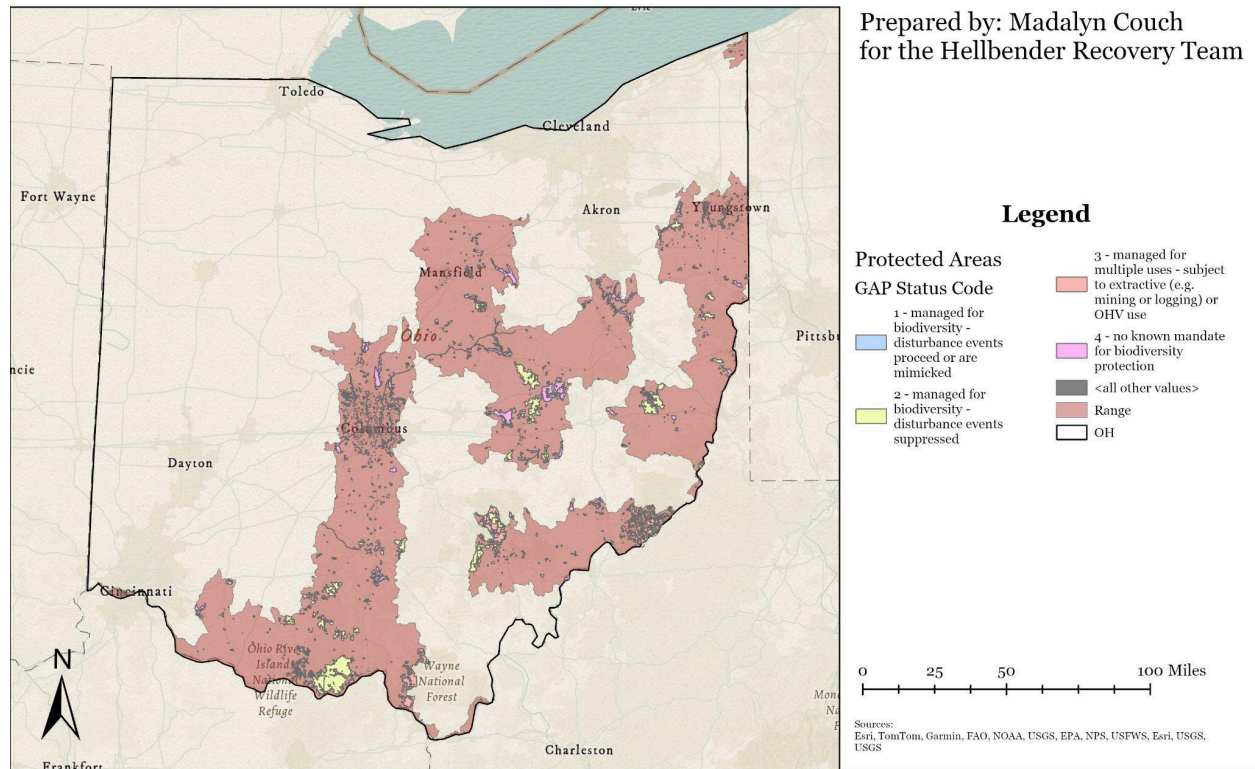 Erie
Toledo
Cleveland
Fort Wayne
Akron
Youngstown
Mansfield
Ohio
Pittsbu
ncie
Columbus
Dayton
Cincinnati
Ohio River
Islands
National
Wildlife
Refuge
Wayne
National
Forest
N
Charleston
Frankfort
Prepared by: Madalyn Couch
for the Hellbender Recovery Team
Legend
Protected Areas
GAP Status Code
1 - managed for
biodiversity -
disturbance events
proceed or are
mimicked
2 - managed for
biodiversity -
disturbance events
suppressed
3 - managed for
multiple uses - subject
to extractive (e.g.
mining or logging) or
OHV use
4 - no known mandate
for biodiversity
protection
<all other values>
Range
OH
0 25 50 100 Miles
Sources:
Esri, TomTom, Garmin, FAO, NOAA, USGS, EPA, NPS, USFWS, Esri, USGS,
USGS